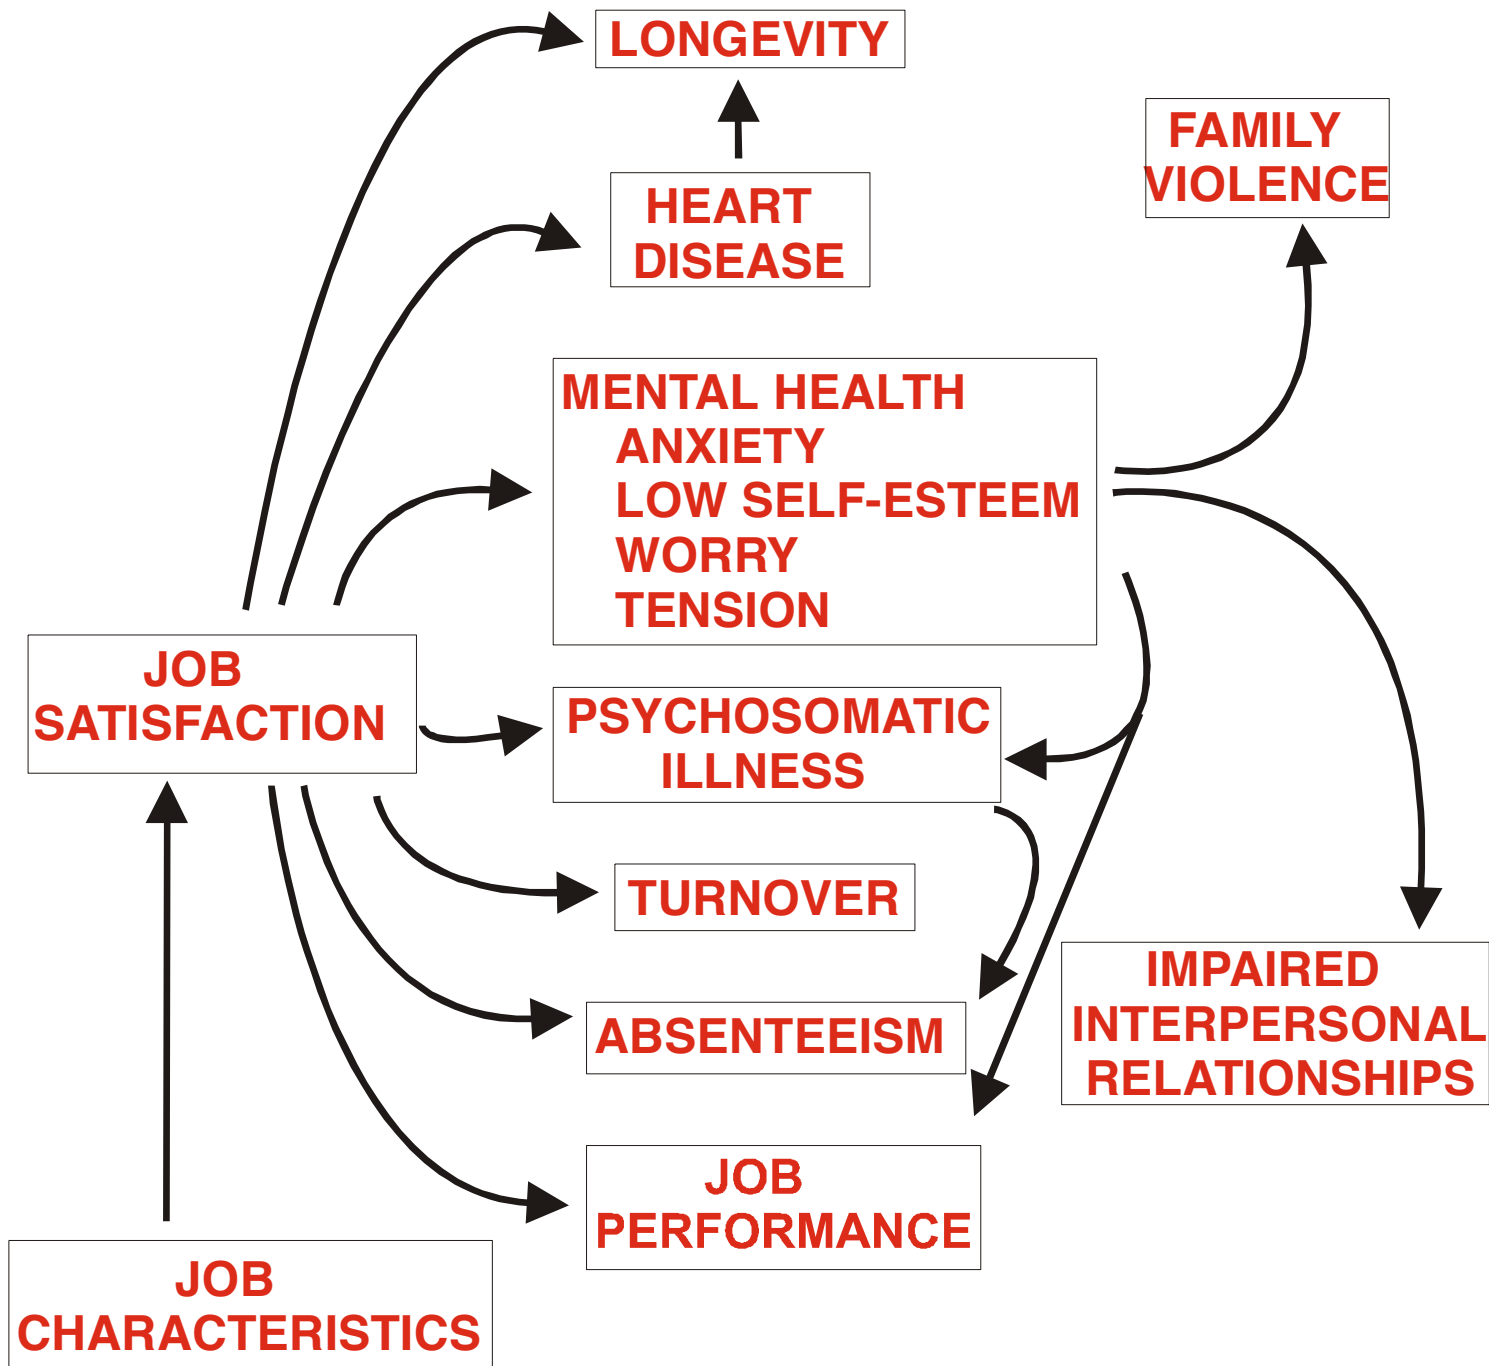 LONGEVITY
FAMILY
VIOLENCE
HEART
DISEASE
MENTAL HEALTH
ANXIETY
LOW SELF-ESTEEM
WORRY
TENSION
JOB
SATISFACTION
PSYCHOSOMATIC
ILLNESS
TURNOVER
ABSENTEEISM
IMPAIRED
INTERPERSONAL
RELATIONSHIPS
JOB
PERFORMANCE
JOB
CHARACTERISTICS